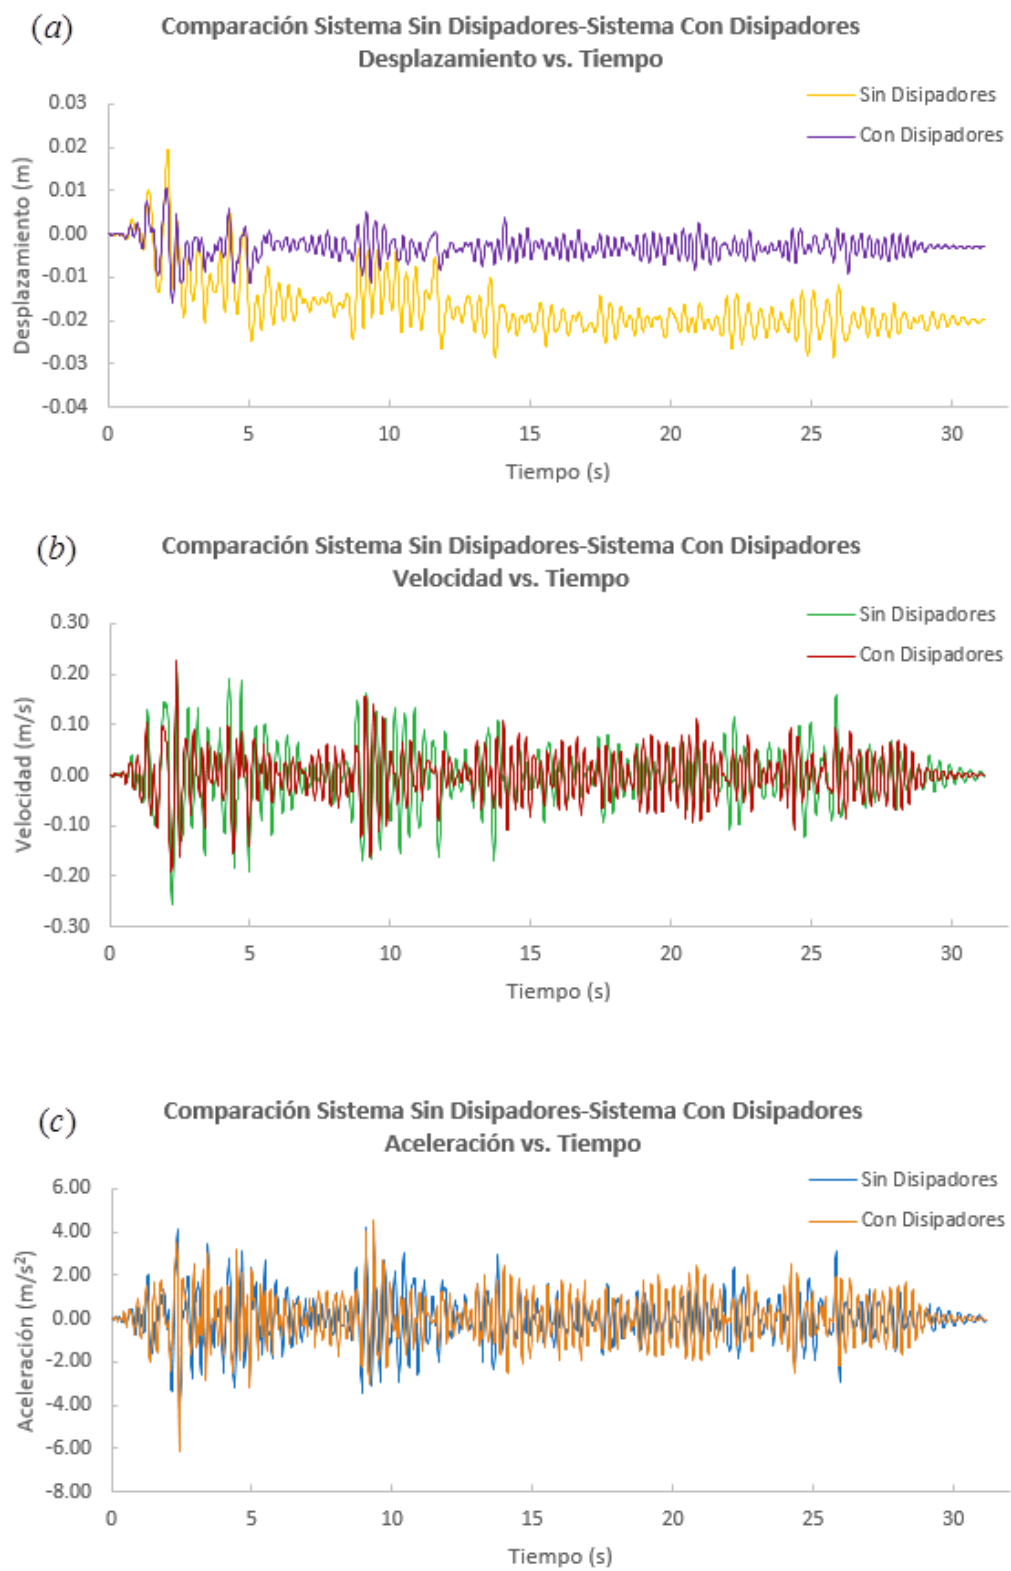 (a)
Comparación Sistema Sin Disipadores-Sistema Con Disipadores
Desplazamiento vs. Tiempo
Sin Disipadores
Con Disipadores
Desplazamiento (m)
0.03
0.02
0.01
0.00
-0.01
-0.02
-0.03
-0.04
0 5 10 15 20 25 30
Tiempo (s)
(b)
Comparación Sistema Sin Disipadores-Sistema Con Disipadores
Velocidad vs. Tiempo
Sin Disipadores
Con Disipadores
Velocidad (m/s)
0.30
0.20
0.10
0.00
-0.10
-0.20
-0.30
0 5 10 15 20 25 30
Tiempo (s)
(c)
Comparación Sistema Sin Disipadores-Sistema Con Disipadores
Aceleración vs. Tiempo
Sin Disipadores
Con Disipadores
Aceleración (m/s²)
6.00
4.00
2.00
0.00
-2.00
-4.00
-6.00
-8.00
0 5 10 15 20 25 30
Tiempo (s)